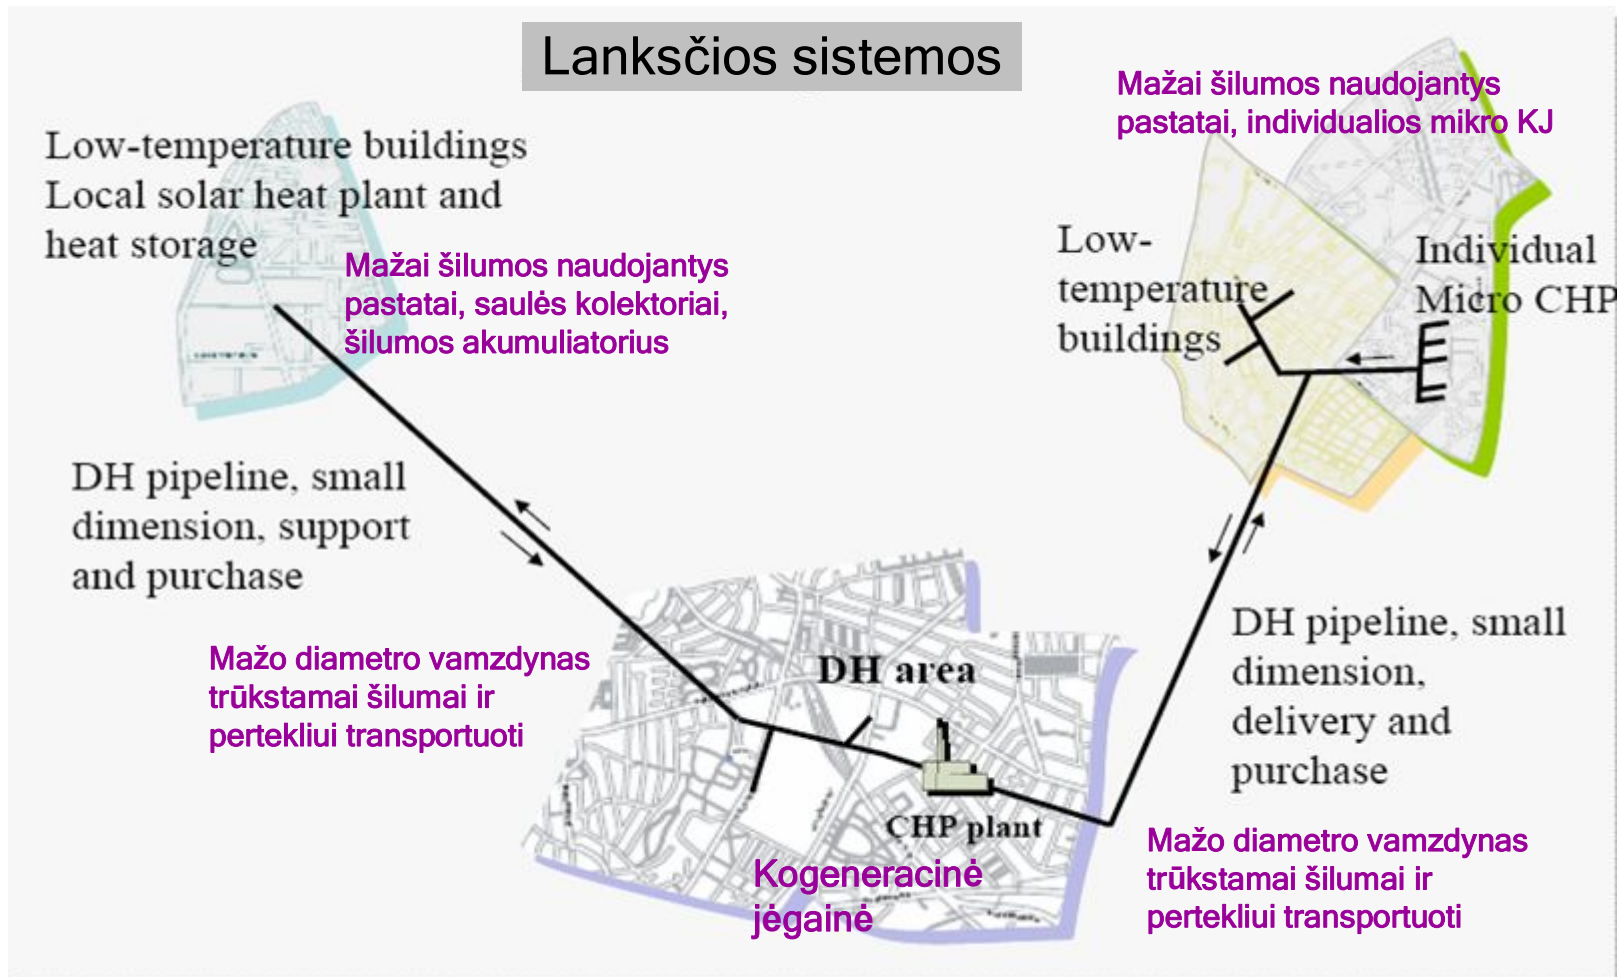 Lanksčios sistemos
Low-temperature buildings
Local solar heat plant and
heat storage
Mažai šilumos naudojantys
pastatai, saulės kolektoriai,
šilumos akumuliatorius
Mažai šilumos naudojantys
pastatai, individualios mikro KJ
Low-
temperature
buildings
Individual
Micro CHP
DH pipeline, small
dimension, support
and purchase
Mažo diametro vamzdynas
trūkstamai šilumai ir
pertekliui transportuoti
DH area
CHP plant
Kogeneracinė
jėgainė
DH pipeline, small
dimension,
delivery and
purchase
Mažo diametro vamzdynas
trūkstamai šilumai ir
pertekliui transportuoti